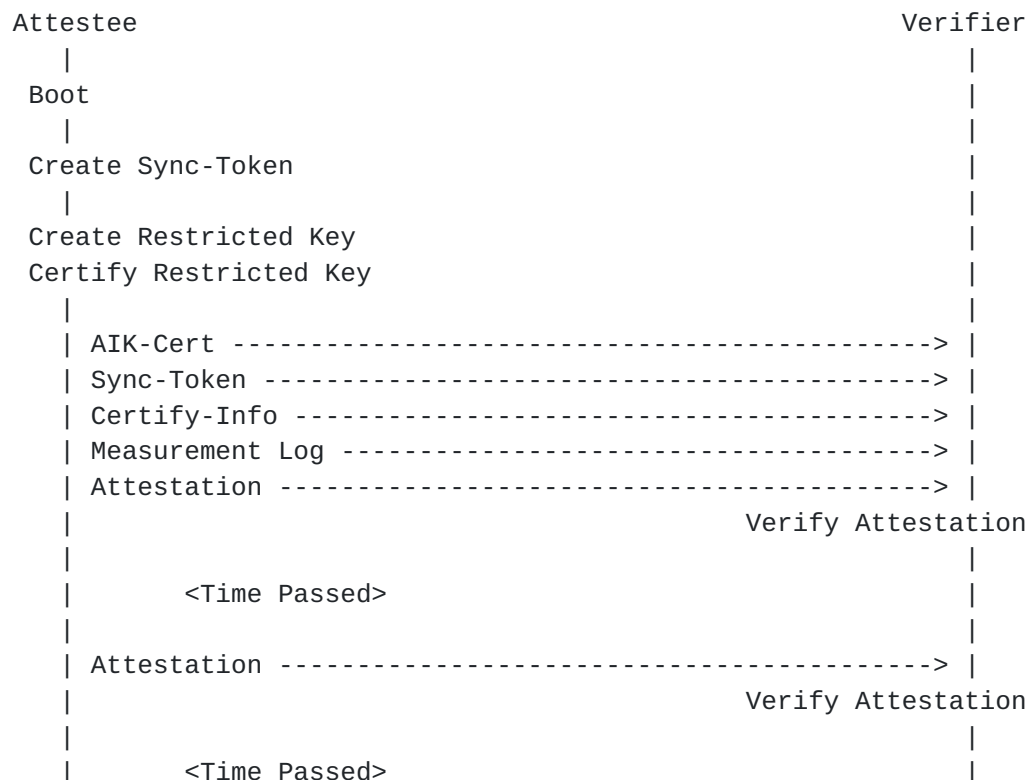 Attestee Verifier
Boot
Create Sync-Token
Create Restricted Key
Certify Restricted Key
AIK-Cert --------------------------------------------->
Sync-Token ------------------------------------------->
Certify-Info ----------------------------------------->
Measurement Log -------------------------------------->
Attestation ------------------------------------------>
Verify Attestation
<Time Passed>
Attestation ------------------------------------------>
Verify Attestation
<Time Passed>